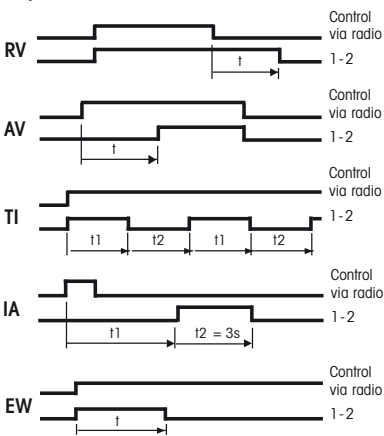 Control
via radio
RV
1-2
t
Control
via radio
AV
1-2
t
Control
via radio
TI
1-2
t1 t2 t1 t2
Control
via radio
IA
1-2
t1 t2 = 3s
Control
via radio
EW
1-2
t